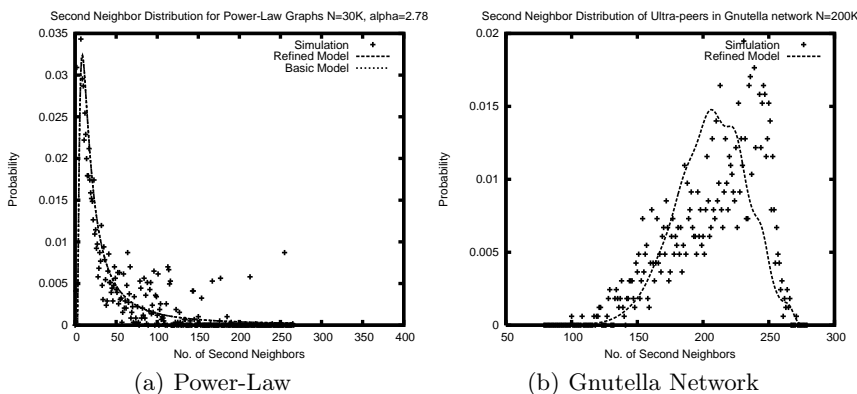 Second Neighbor Distribution for Power-Law Graphs N=30K, alpha=2.78
Simulation
Refined Model
Basic Model
0.035
0.03
0.025
0.02
0.015
0.01
0.005
0
Probability
0 50 100 150 200 250 300 350 400
No. of Second Neighbors
(a) Power-Law
Second Neighbor Distribution of Ultra-peers in Gnutella network N=200K
Simulation
Refined Model
0.02
0.015
0.01
0.005
0
Probability
50 100 150 200 250 300
No. of Second Neighbors
(b) Gnutella Network